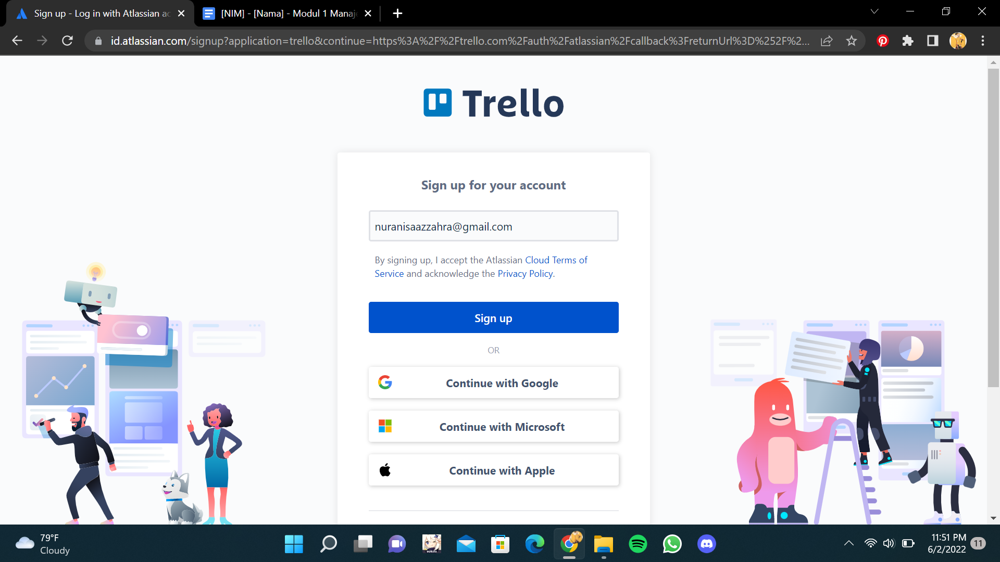 Sign up - Log in with Atlassian ac
[NIM] - [Nama] - Modul 1 Manaj
id.atlassian.com/signup?application=trello&continue=https%3A%2F%2Ftrello.com%2Fauth%2Fatlassian%2Fcallback%3FreturnUrl%3D%252F%2...
Trello
Sign up for your account
nuranisaazzahra@gmail.com
By signing up, I accept the Atlassian Cloud Terms of
Service and acknowledge the Privacy Policy.
Sign up
OR
Continue with Google
Continue with Microsoft
Continue with Apple
79°F
Cloudy
11:51 PM
6/2/2022
11